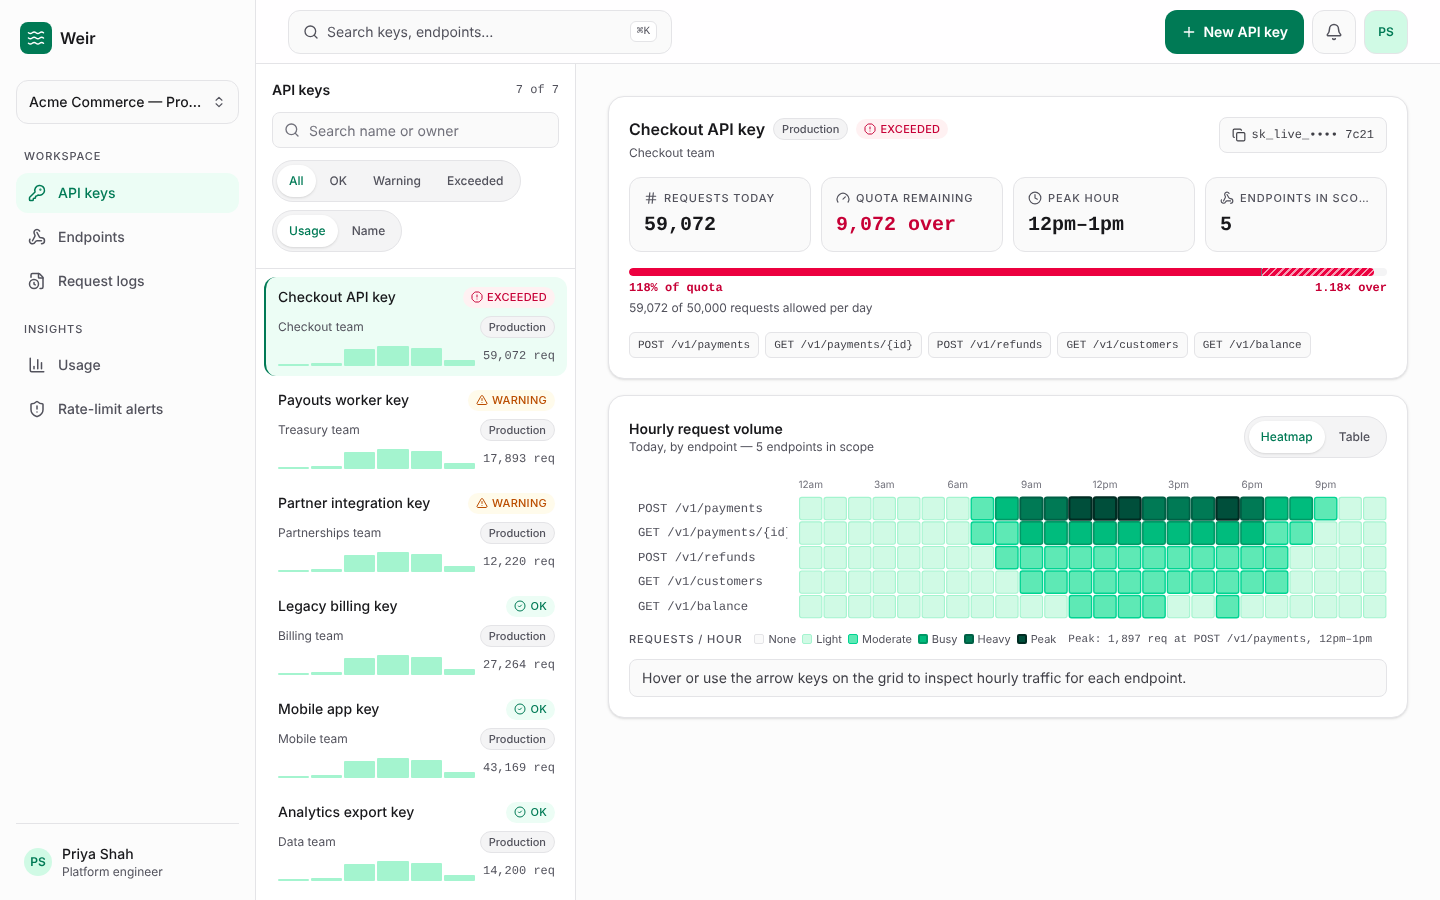 Weir
Search keys, endpoints...
⌘K
New API key
PS
Acme Commerce — Pro...
WORKSPACE
API keys
Endpoints
Request logs
INSIGHTS
Usage
Rate-limit alerts
PS
Priya Shah
Platform engineer
API keys
7 of 7
Search name or owner
All
OK
Warning
Exceeded
Usage
Name
Checkout API key
EXCEEDED
Checkout team
Production
59,072 req
Payouts worker key
WARNING
Treasury team
Production
17,893 req
Partner integration key
WARNING
Partnerships team
Production
12,220 req
Legacy billing key
OK
Billing team
Production
27,264 req
Mobile app key
OK
Mobile team
Production
43,169 req
Analytics export key
OK
Data team
Production
14,200 req
Checkout API key
Production
EXCEEDED
Checkout team
sk_live_•••• 7c21
REQUESTS TODAY
59,072
QUOTA REMAINING
9,072 over
PEAK HOUR
12pm–1pm
ENDPOINTS IN SCO...
5
118% of quota
1.18× over
59,072 of 50,000 requests allowed per day
POST /v1/payments
GET /v1/payments/{id}
POST /v1/refunds
GET /v1/customers
GET /v1/balance
Hourly request volume
Today, by endpoint — 5 endpoints in scope
Heatmap
Table
12am 3am 6am 9am 12pm 3pm 6pm 9pm
POST /v1/payments
GET /v1/payments/{id}
POST /v1/refunds
GET /v1/customers
GET /v1/balance
REQUESTS / HOUR None Light Moderate Busy Heavy Peak Peak: 1,897 req at POST /v1/payments, 12pm–1pm
Hover or use the arrow keys on the grid to inspect hourly traffic for each endpoint.